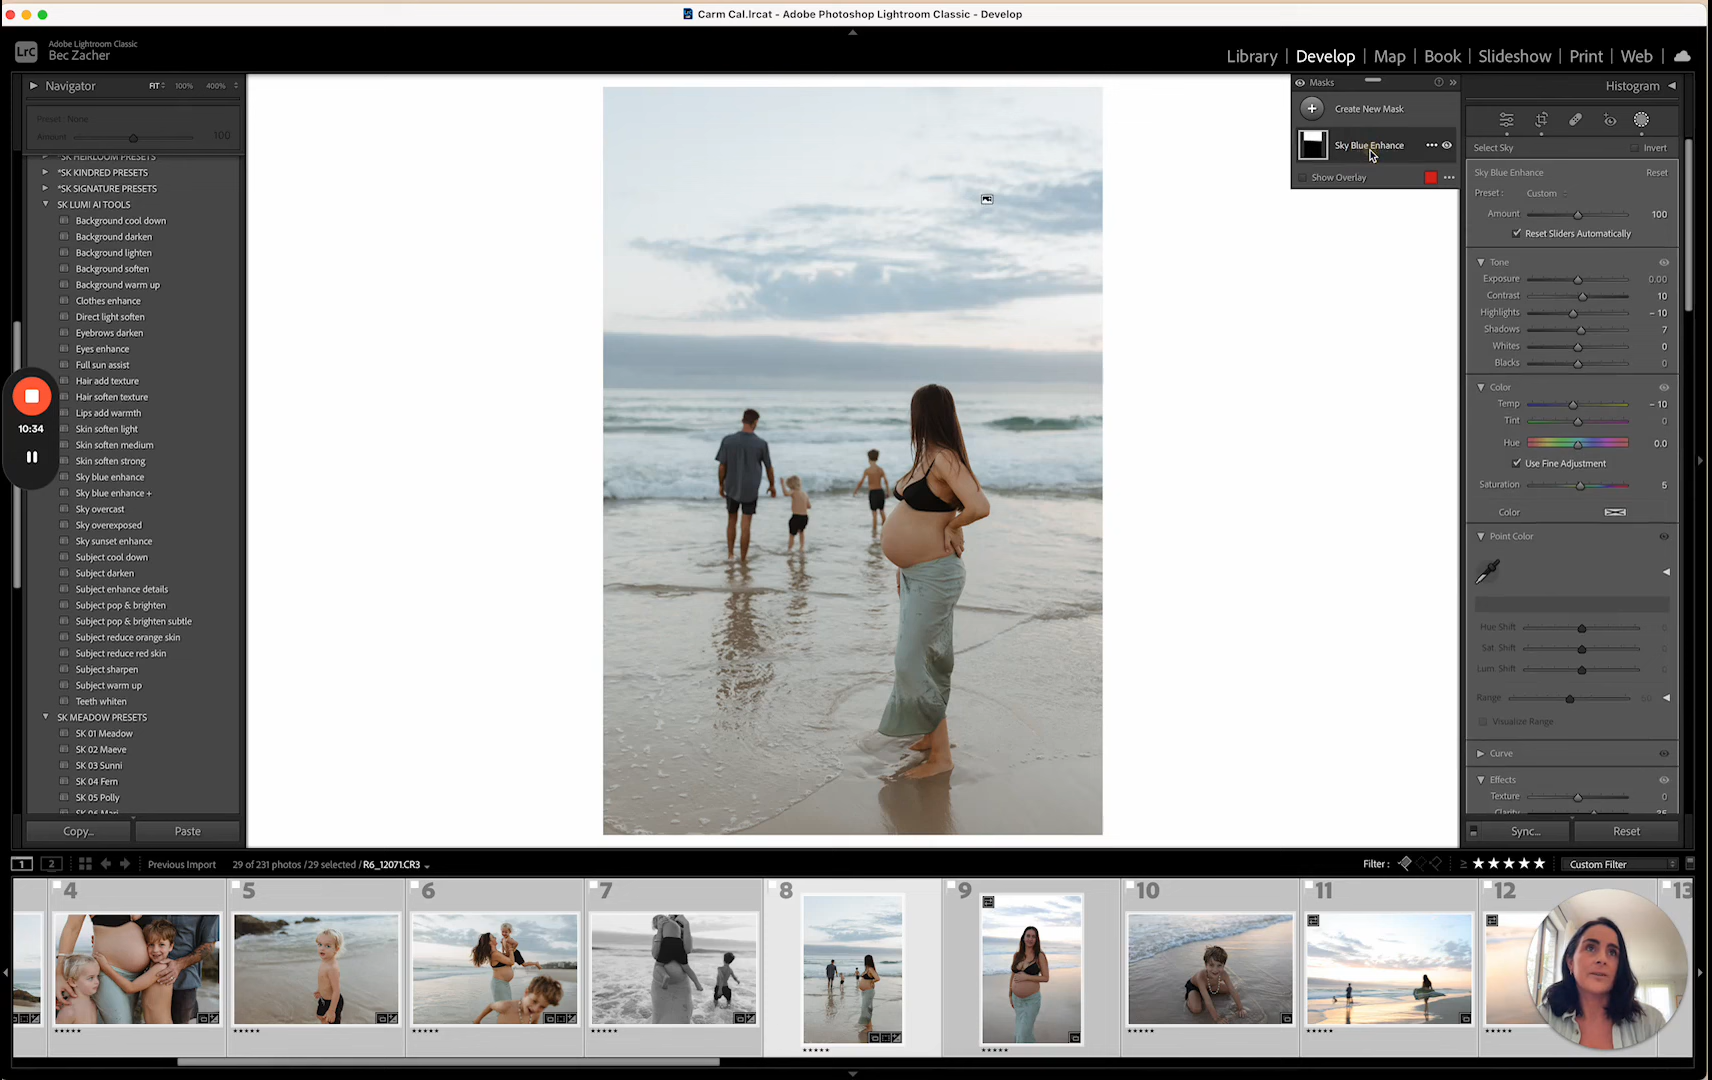 Carm Cal.lrcat - Adobe Photoshop Lightroom Classic - Develop
LrC
Adobe Lightroom Classic
Bec Zacher
Library | Develop | Map | Book | Slideshow | Print | Web
Navigator FIT 100% 400%
Preset: None
Amount 100
*SK HEIRLOOM PRESETS
*SK KINDRED PRESETS
*SK SIGNATURE PRESETS
SK LUMI AI TOOLS
Background cool down
Background darken
Background lighten
Background soften
Background warm up
Clothes enhance
Direct light soften
Eyebrows darken
Eyes enhance
Full sun assist
Hair add texture
Hair soften texture
Lips add warmth
Skin soften light
Skin soften medium
Skin soften strong
Sky blue enhance
Sky blue enhance +
Sky overcast
Sky overexposed
Sky sunset enhance
Subject cool down
Subject darken
Subject enhance details
Subject pop & brighten
Subject pop & brighten subtle
Subject reduce orange skin
Subject reduce red skin
Subject sharpen
Subject warm up
Teeth whiten
SK MEADOW PRESETS
SK 01 Meadow
SK 02 Maeve
SK 03 Sunni
SK 04 Fern
SK 05 Polly
Copy... Paste
10:34
Masks
Create New Mask
Sky Blue Enhance
Show Overlay
Histogram
Select Sky Invert
Sky Blue Enhance Reset
Preset: Custom
Amount 100
Reset Sliders Automatically
Tone
Exposure 0.00
Contrast 10
Highlights – 10
Shadows 7
Whites 0
Blacks 0
Color
Temp – 10
Tint 0
Hue 0.0
Use Fine Adjustment
Saturation 5
Color
Point Color
Hue Shift 0
Sat. Shift 0
Lum. Shift 0
Range 50
Visualize Range
Curve
Effects
Texture 0
Clarity 25
Sync... Reset
1 2 Previous Import 29 of 231 photos / 29 selected / R6_12071.CR3 Filter : ≥ ★★★★★ Custom Filter
4 5 6 7 8 9 10 11 12 13